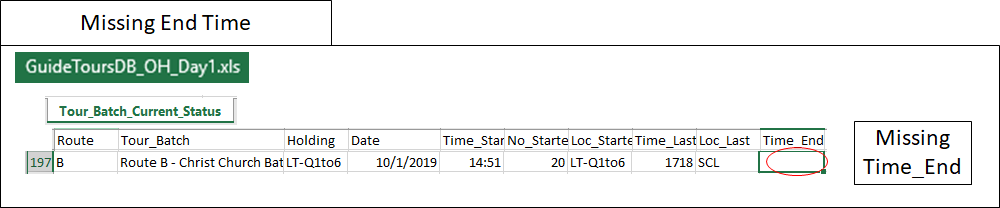 Missing End Time
GuideToursDB_OH_Day1.xls
Tour_Batch_Current_Status
Route Tour_Batch Holding Date Time_Star No_Starte Loc_Starte Time_Last Loc_Last Time_End
197 B Route B - Christ Church Bat LT-Q1to6 10/1/2019 14:51 20 LT-Q1to6 1718 SCL
Missing
Time_End